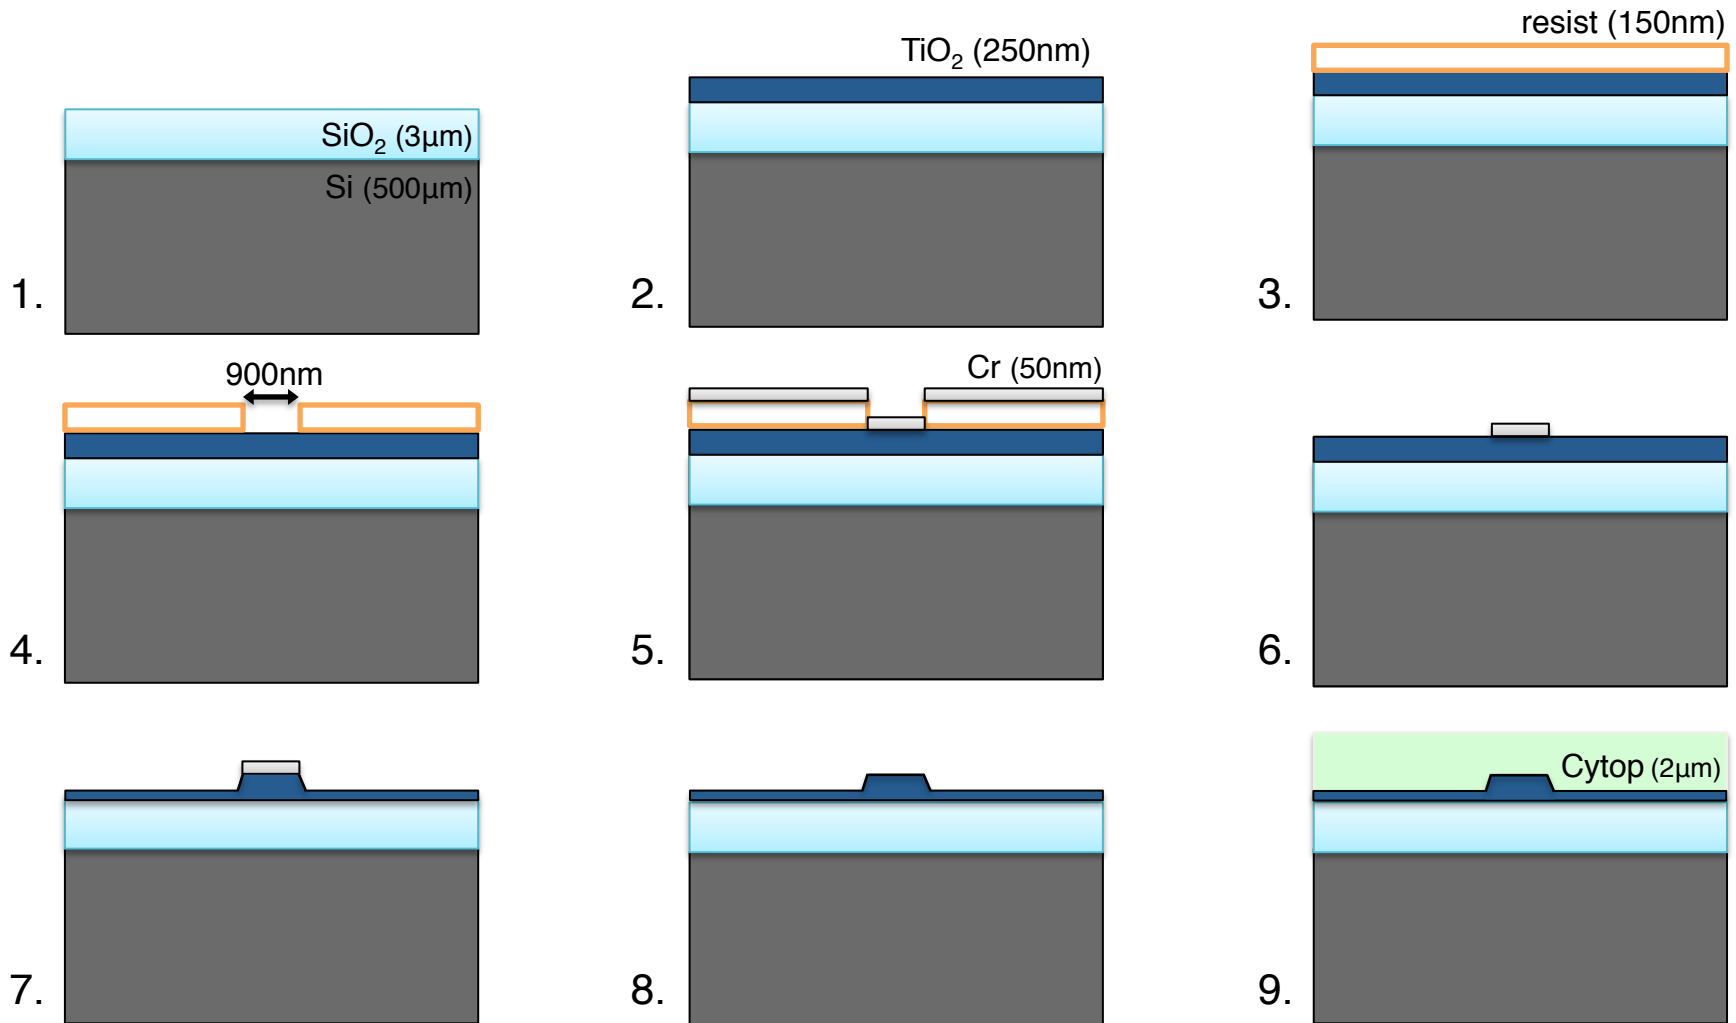 SiO₂ (3μm)
Si (500μm)
1.
TiO₂ (250nm)
2.
resist (150nm)
3.
900nm
4.
Cr (50nm)
5.
6.
7.
8.
Cytop (2μm)
9.